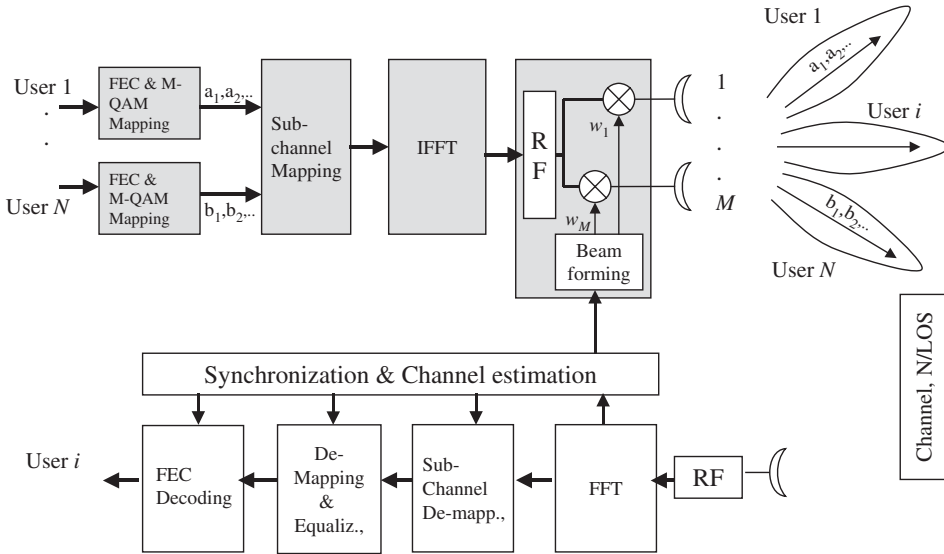 User 1
.
.
User N
FEC & M-
QAM
Mapping
FEC &
M-QAM
Mapping
a1,a2,..
b1,b2,..
Sub-
channel
Mapping
IFFT
R
F
w1
wM
Beam
forming
1
.
.
.
M
User 1
a1,a2,..
User i
b1,b2,..
User N
Channel, N/LOS
Synchronization & Channel estimation
User i
FEC
Decoding
De-
Mapping
&
Equaliz.,
Sub-
Channel
De-mapp.,
FFT
RF